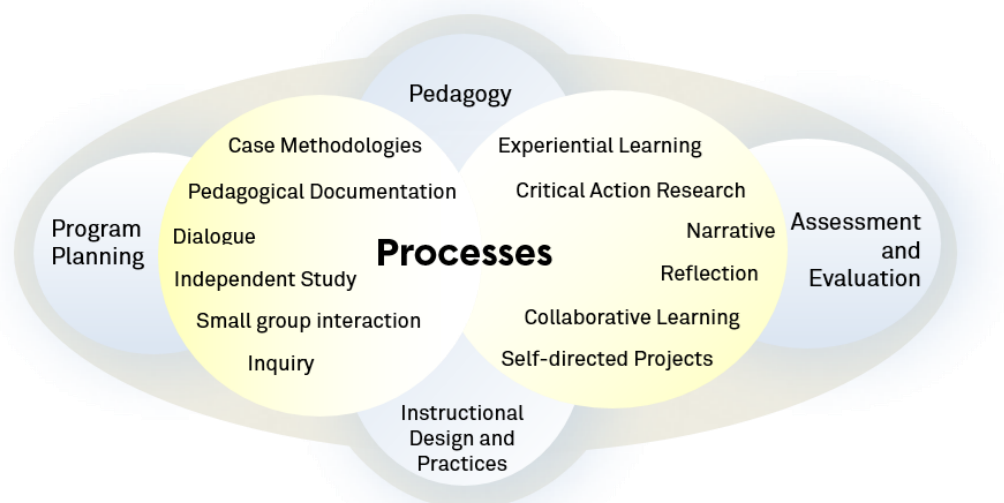 Pedagogy
Case Methodologies
Experiential Learning
Pedagogical Documentation
Critical Action Research
Program
Planning
Dialogue
Processes
Narrative
Assessment
and
Evaluation
Independent Study
Reflection
Small group interaction
Collaborative Learning
Inquiry
Self-directed Projects
Instructional
Design and
Practices